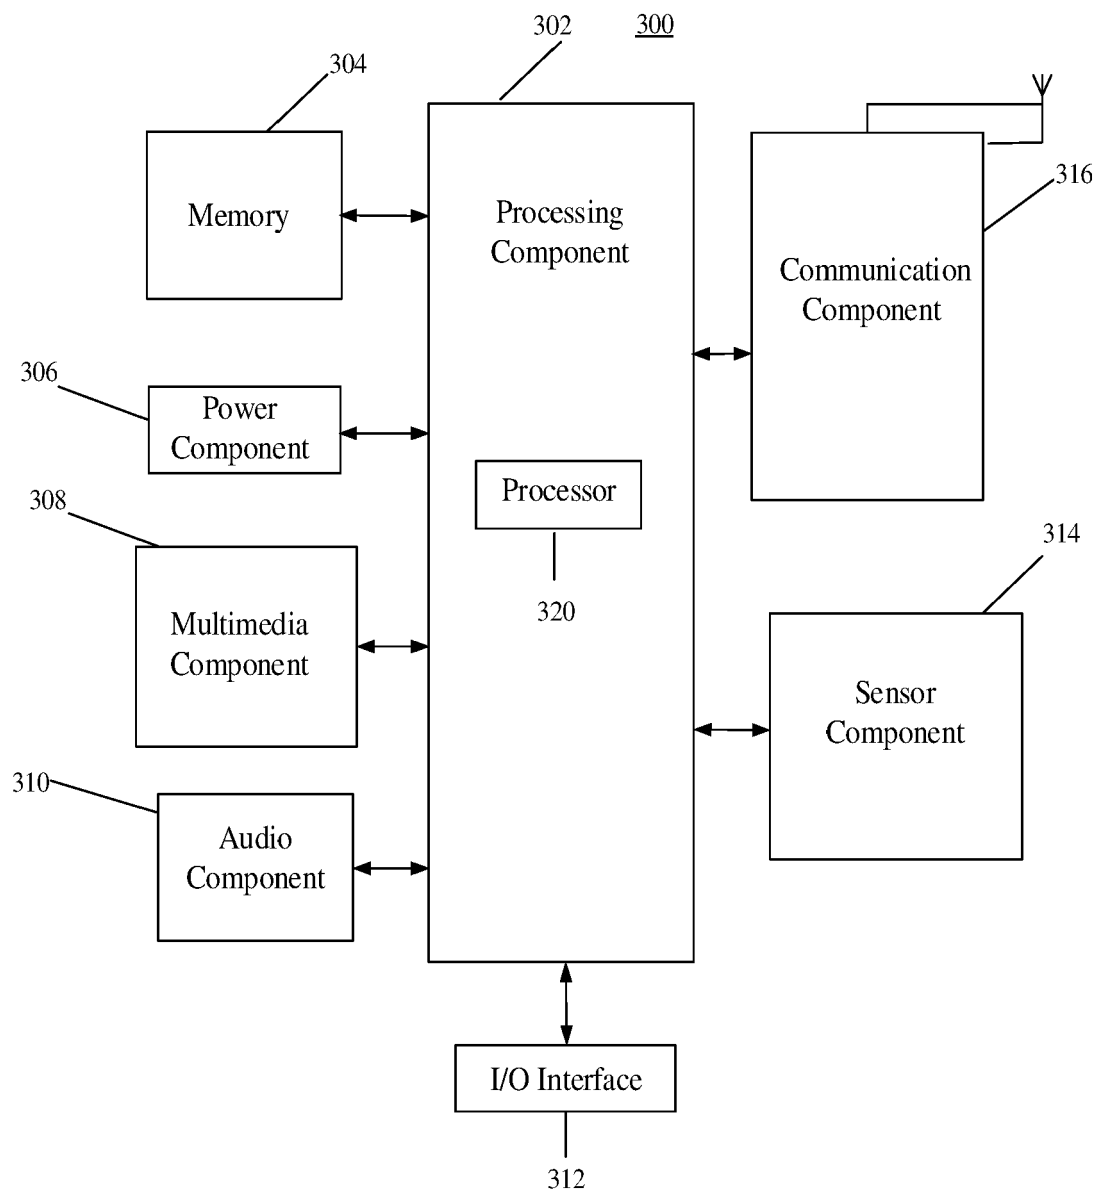 302
300
304
316
Memory
Processing
Component
Communication
Component
306
Power
Component
308
Processor
314
320
Multimedia
Component
Sensor
Component
310
Audio
Component
I/O Interface
312